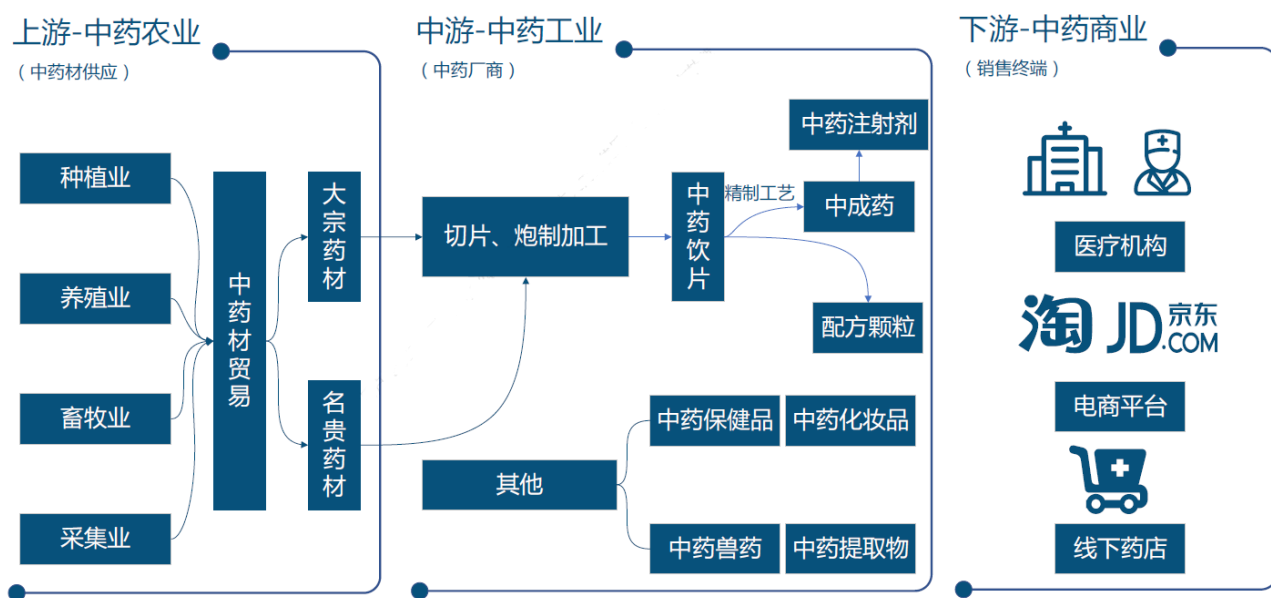 上游-中药农业
（中药材供应）
种植业
养殖业
畜牧业
采集业
中药材贸易
大宗药材
名贵药材
中游-中药工业
（中药厂商）
切片、炮制加工
中药饮片
精制工艺
中药注射剂
中成药
配方颗粒
其他
中药保健品
中药化妆品
中药兽药
中药提取物
下游-中药商业
（销售终端）
医疗机构
淘
JD.COM
京东
电商平台
线下药店